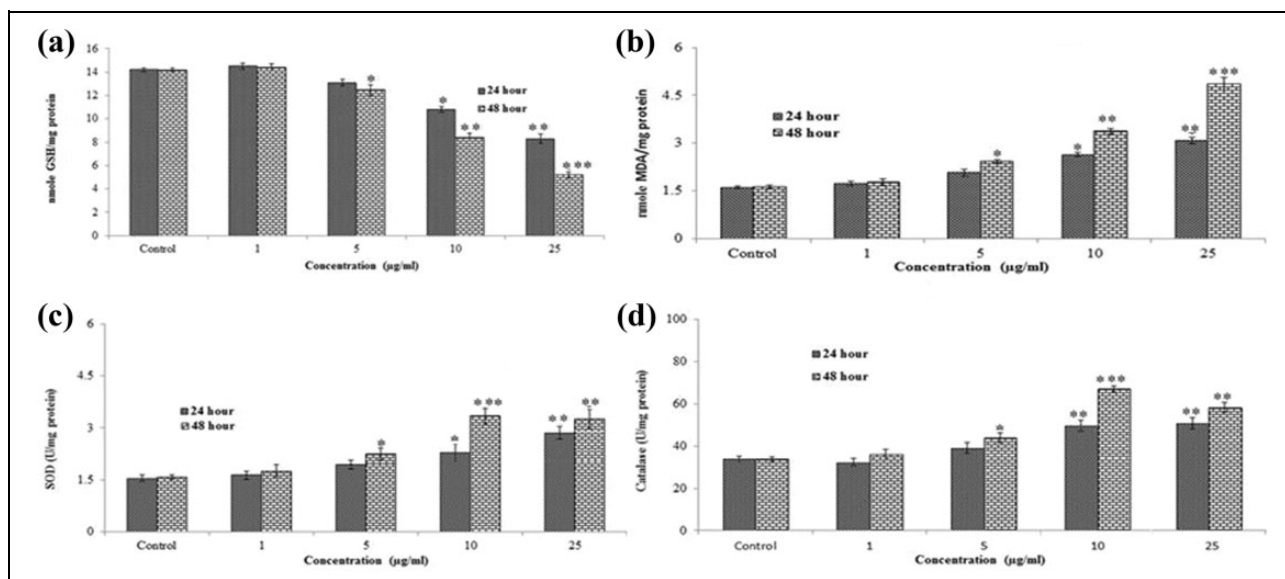 (a)
16
14
12
10
8
6
4
2
0
nmole GSH/mg protein
24 hour
48 hour
*
*
**
**
***
Control 1 5 10 25
Concentration (µg/ml)
(b)
6
4.5
3
1.5
0
nmole MDA/mg protein
24 hour
48 hour
*
*
**
**
***
Control 1 5 10 25
Concentration (µg/ml)
(c)
6
4.5
3
1.5
0
SOD (U/mg protein)
24 hour
48 hour
*
*
***
**
**
Control 1 5 10 25
Concentration (µg/ml)
(d)
100
80
60
40
20
0
Catalase (U/mg protein)
24 hour
48 hour
*
**
***
**
**
Control 1 5 10 25
Concentration (µg/ml)